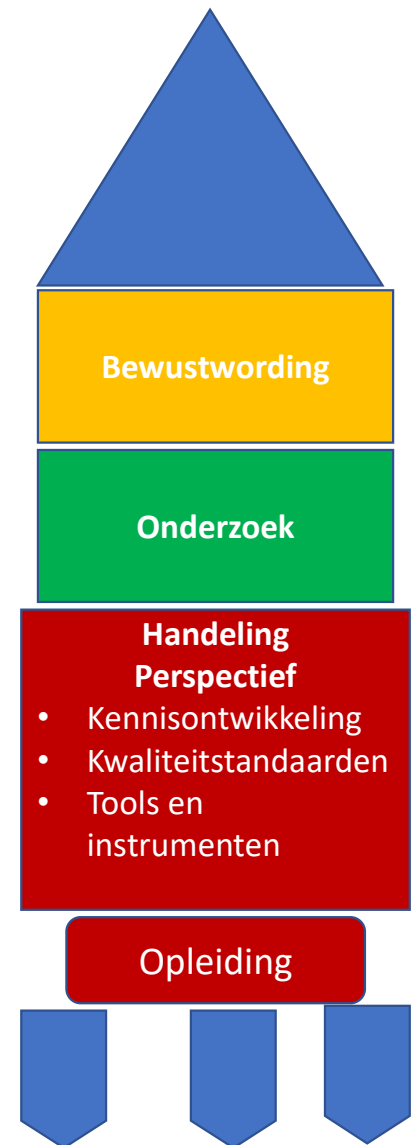 Bewustwording
Onderzoek
Handeling
Perspectief
• Kennisontwikkeling
• Kwaliteitstandaarden
• Tools en
instrumenten
Opleiding